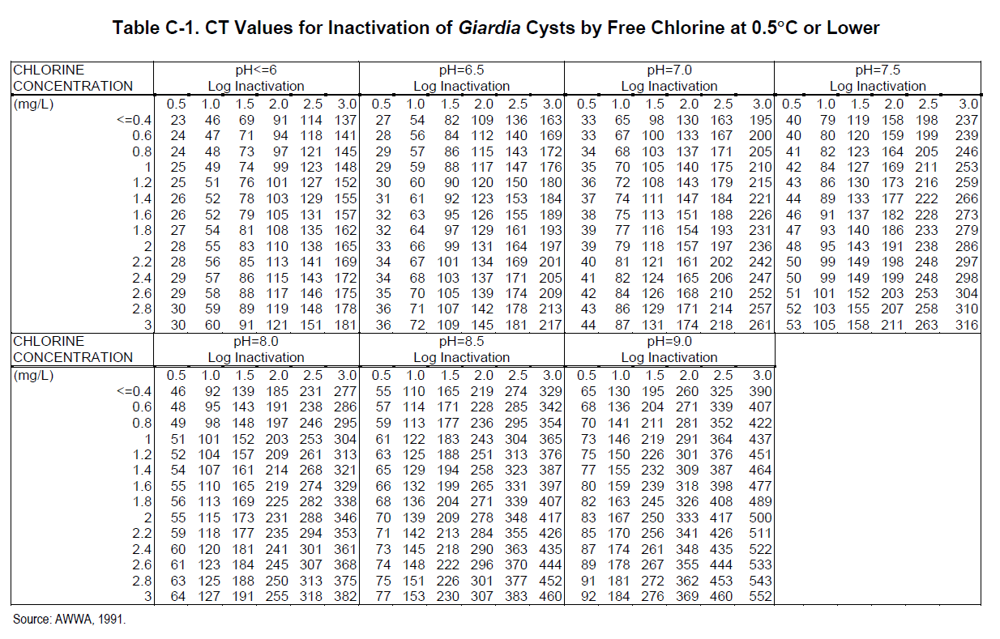 Table C-1. CT Values for Inactivation of Giardia Cysts by Free Chlorine at 0.5°C or Lower
CHLORINE pH<=6 pH=6.5 pH=7.0 pH=7.5
CONCENTRATION Log Inactivation Log Inactivation Log Inactivation Log Inactivation
(mg/L) 0.5 1.0 1.5 2.0 2.5 3.0 0.5 1.0 1.5 2.0 2.5 3.0 0.5 1.0 1.5 2.0 2.5 3.0 0.5 1.0 1.5 2.0 2.5 3.0
<=0.4 23 46 69 91 114 137 27 54 82 109 136 163 33 65 98 130 163 195 40 79 119 158 198 237
0.6 24 47 71 94 118 141 28 56 84 112 140 169 33 67 100 133 167 200 40 80 120 159 199 239
0.8 24 48 73 97 121 145 29 57 86 115 143 172 34 68 103 137 171 205 41 82 123 164 205 246
1 25 49 74 99 123 148 29 59 88 117 147 176 35 70 105 140 175 210 42 84 127 169 211 253
1.2 25 51 76 101 127 152 30 60 90 120 150 180 36 72 108 143 179 215 43 86 130 173 216 259
1.4 26 52 78 103 129 155 31 61 92 123 153 184 37 74 111 147 184 221 44 89 133 177 222 266
1.6 26 52 79 105 131 157 32 63 95 126 155 189 38 75 113 151 188 226 46 91 137 182 228 273
1.8 27 54 81 108 135 162 32 64 97 129 161 193 39 77 116 154 193 231 47 93 140 186 233 279
2 28 55 83 110 138 165 33 66 99 131 164 197 39 79 118 157 197 236 48 95 143 191 238 286
2.2 28 56 85 113 141 169 34 67 101 134 169 201 40 81 121 161 202 242 50 99 149 198 248 297
2.4 29 57 86 115 143 172 34 68 103 137 171 205 41 82 124 165 206 247 50 99 149 199 248 298
2.6 29 58 88 117 146 175 35 70 105 139 174 209 42 84 126 168 210 252 51 101 152 203 253 304
2.8 30 59 89 119 148 178 36 71 107 142 178 213 43 86 129 171 214 257 52 103 155 207 258 310
3 30 60 91 121 151 181 36 72 109 145 181 217 44 87 131 174 218 261 53 105 158 211 263 316
CHLORINE pH=8.0 pH=8.5 pH=9.0
CONCENTRATION Log Inactivation Log Inactivation Log Inactivation
(mg/L) 0.5 1.0 1.5 2.0 2.5 3.0 0.5 1.0 1.5 2.0 2.5 3.0 0.5 1.0 1.5 2.0 2.5 3.0
<=0.4 46 92 139 185 231 277 55 110 165 219 274 329 65 130 195 260 325 390
0.6 48 95 143 191 238 286 57 114 171 228 285 342 68 136 204 271 339 407
0.8 49 98 148 197 246 295 59 113 177 236 295 354 70 141 211 281 352 422
1 51 101 152 203 253 304 61 122 183 243 304 365 73 146 219 291 364 437
1.2 52 104 157 209 261 313 63 125 188 251 313 376 75 150 226 301 376 451
1.4 54 107 161 214 268 321 65 129 194 258 323 387 77 155 232 309 387 464
1.6 55 110 165 219 274 329 66 132 199 265 331 397 80 159 239 318 398 477
1.8 56 113 169 225 282 338 68 136 204 271 339 407 82 163 245 326 408 489
2 55 115 173 231 288 346 70 139 209 278 348 417 83 167 250 333 417 500
2.2 59 118 177 235 294 353 71 142 213 284 355 426 85 170 256 341 426 511
2.4 60 120 181 241 301 361 73 145 218 290 363 435 87 174 261 348 435 522
2.6 61 123 184 245 307 368 74 148 222 296 370 444 89 178 267 355 444 533
2.8 63 125 188 250 313 375 75 151 226 301 377 452 91 181 272 362 453 543
3 64 127 191 255 318 382 77 153 230 307 383 460 92 184 276 369 460 552
Source: AWWA, 1991.